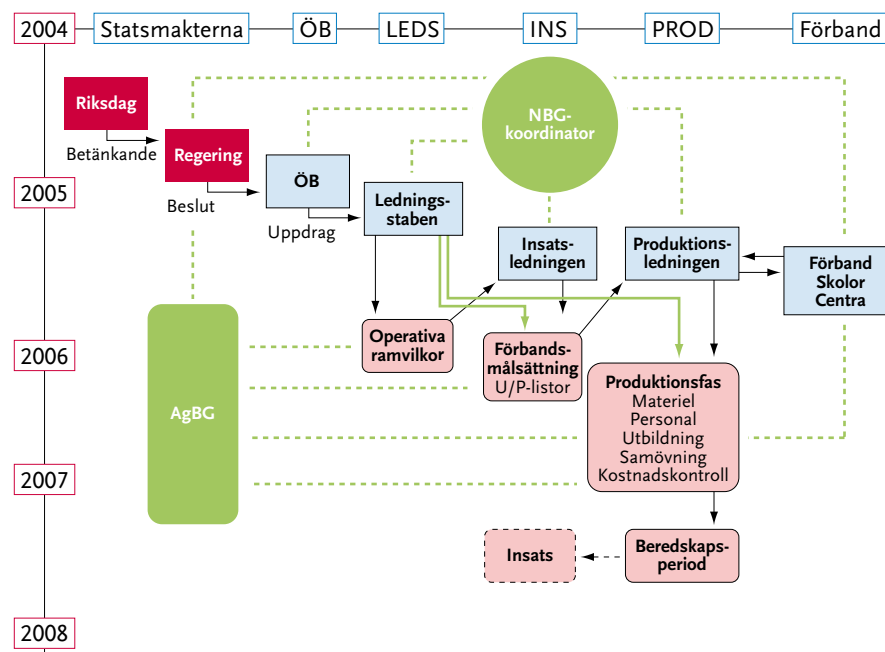 2004 Statsmakterna ÖB LEDS INS PROD Förband
Riksdag
Betänkande
Regering
Beslut
NBG-
koordinator
2005
ÖB
Uppdrag
Lednings-
staben
Insats-
ledningen
Produktions-
ledningen
Förband
Skolor
Centra
2006
Operativa
ramvilkor
Förbands-
målsättning
U/P-listor
AgBG
Produktionsfas
Materiel
Personal
Utbildning
Samövning
Kostnadskontroll
2007
Insats
Beredskaps-
period
2008